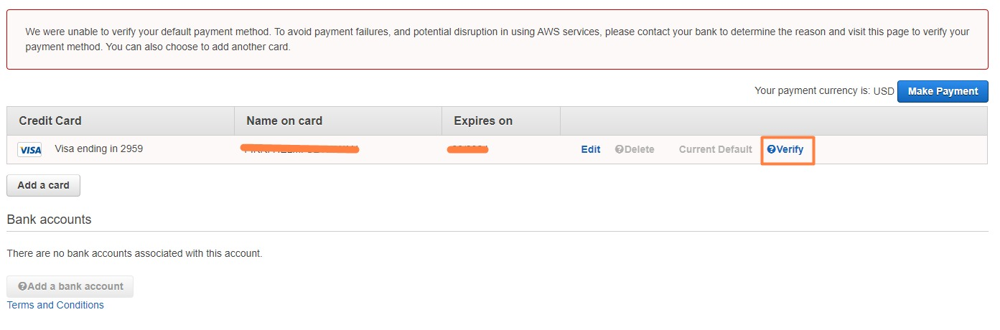 We were unable to verify your default payment method. To avoid payment failures, and potential disruption in using AWS services, please contact your bank to determine the reason and visit this page to verify your
payment method. You can also choose to add another card.
Your payment currency is: USD Make Payment
Credit Card Name on card Expires on
VISA Visa ending in 2959 Edit Delete Current Default Verify
Add a card
Bank accounts
There are no bank accounts associated with this account.
Add a bank account
Terms and Conditions